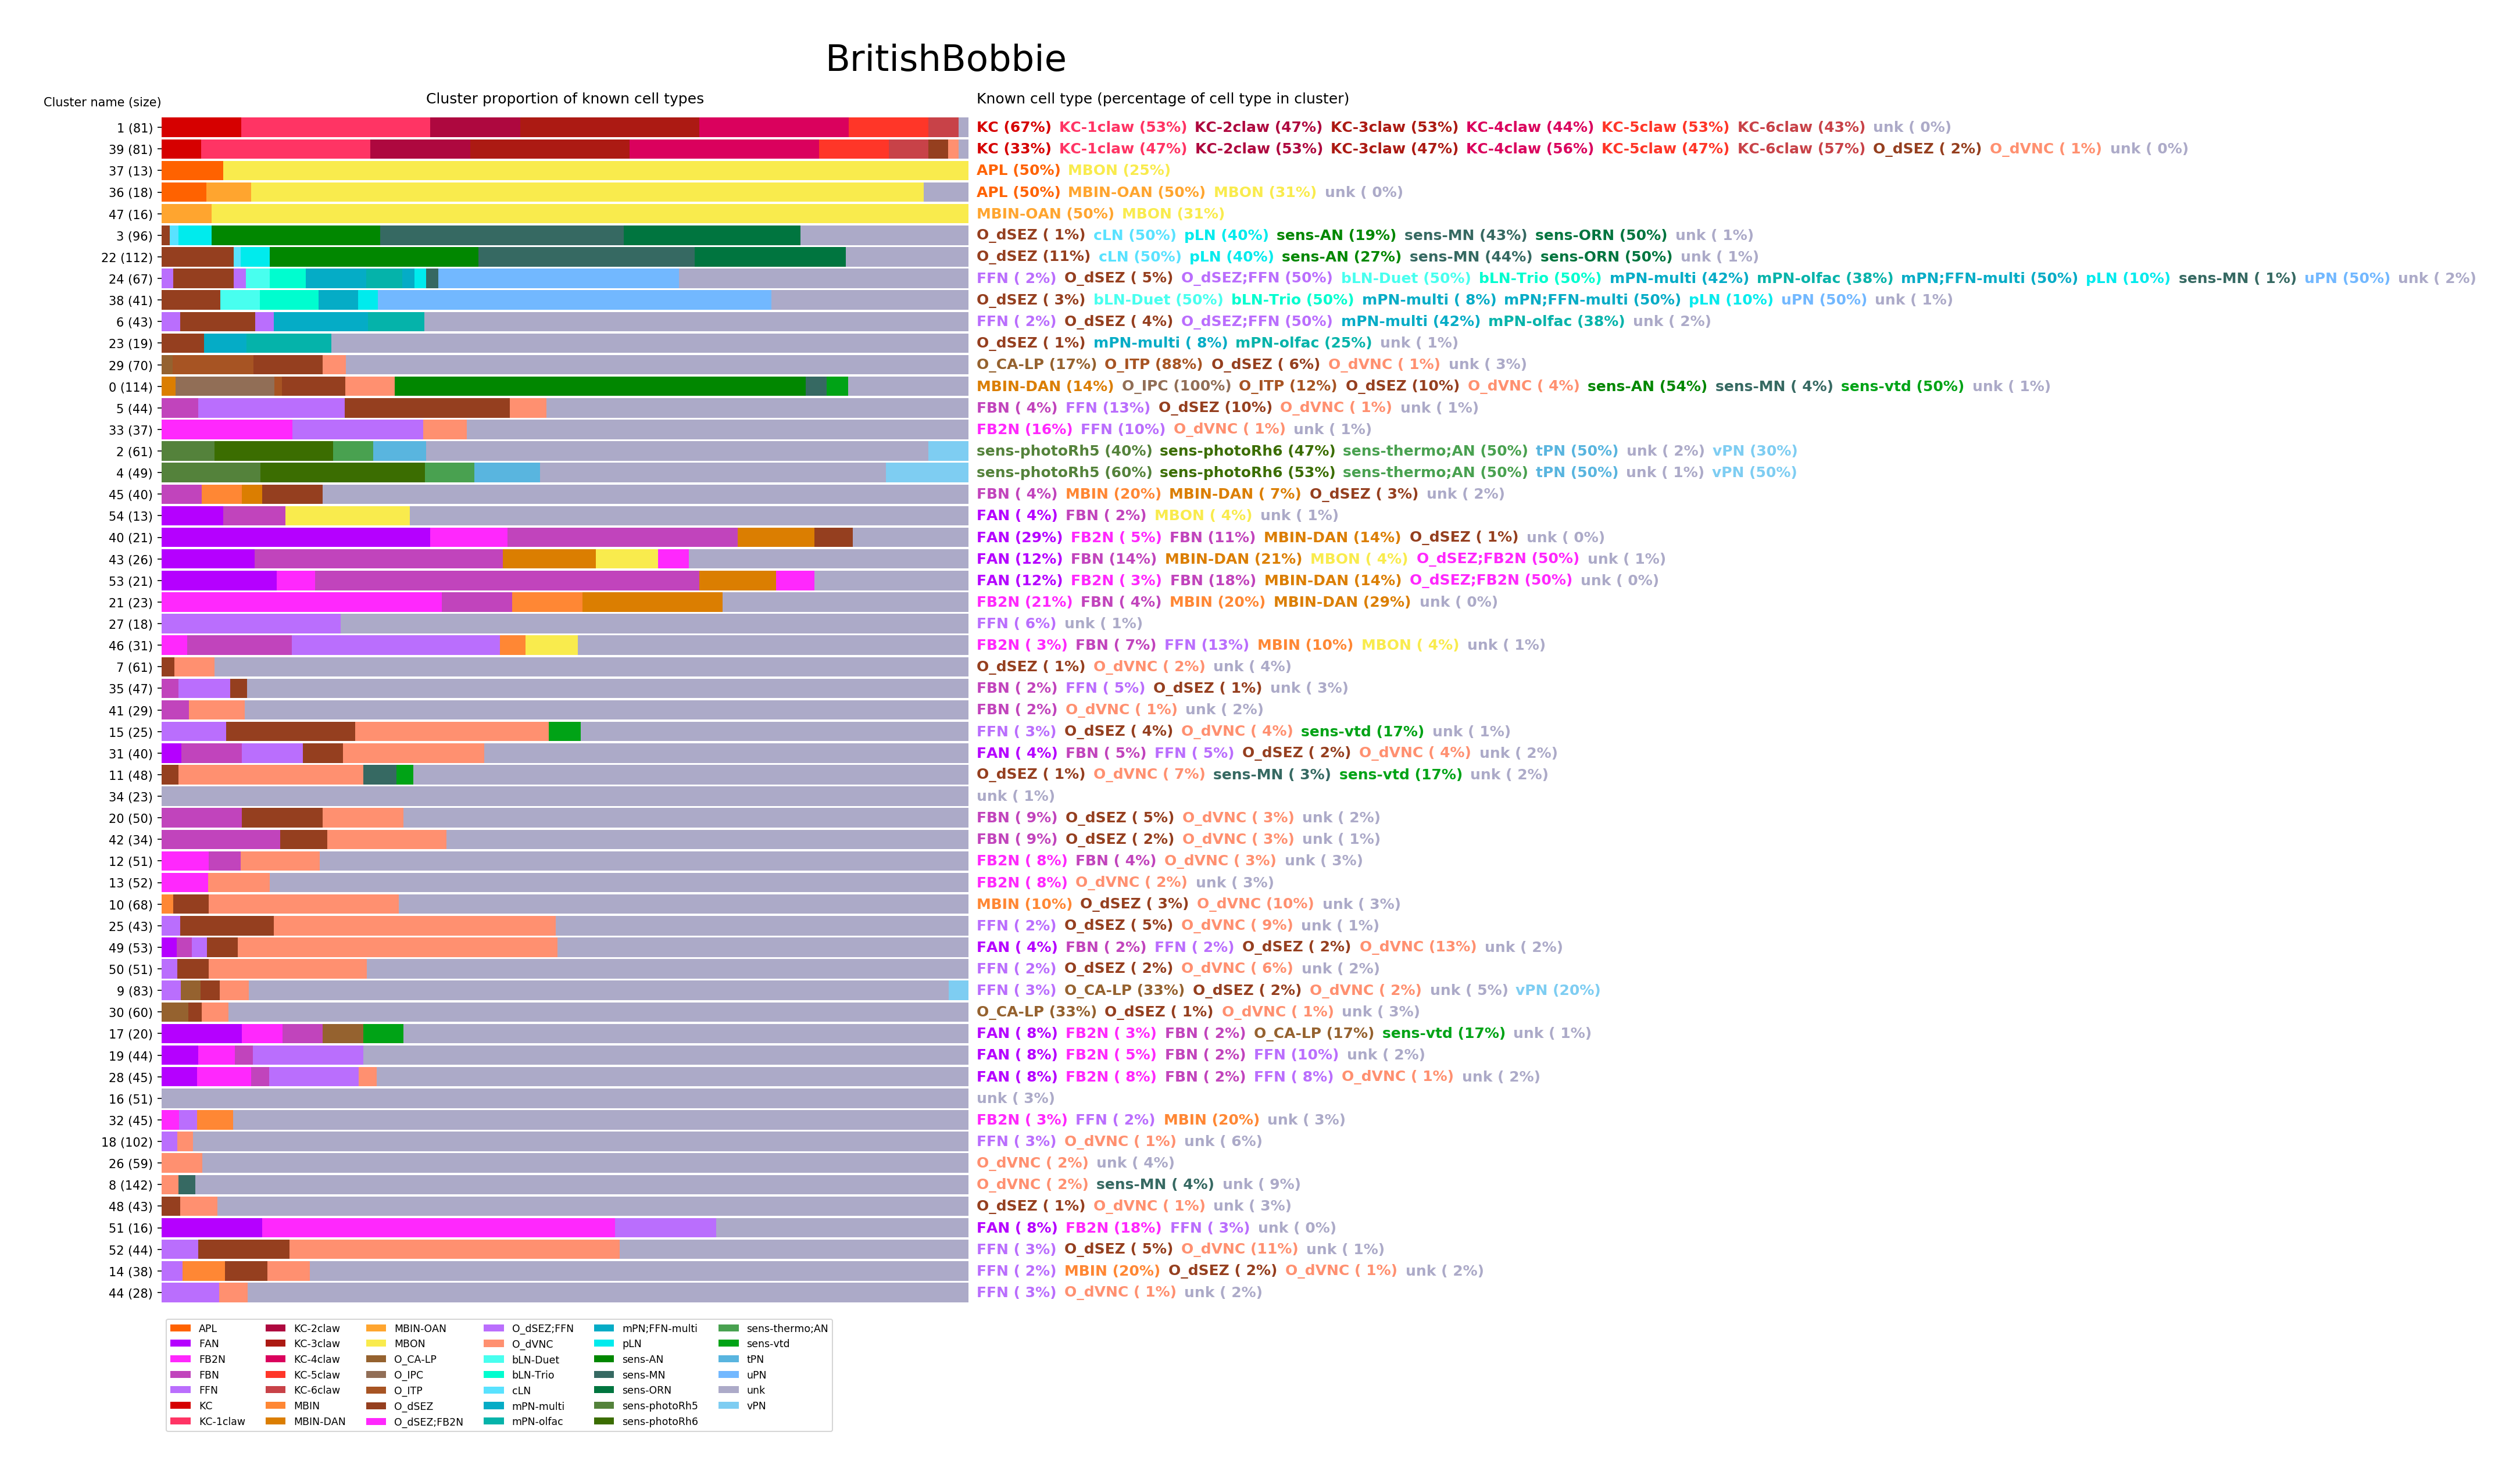 BritishBobbie
Cluster name (size) Cluster proportion of known cell types Known cell type (percentage of cell type in cluster)
1 (81) KC (67%) KC-1claw (53%) KC-2claw (47%) KC-3claw (53%) KC-4claw (44%) KC-5claw (53%) KC-6claw (43%) unk ( 0%)
39 (81) KC (33%) KC-1claw (47%) KC-2claw (53%) KC-3claw (47%) KC-4claw (56%) KC-5claw (47%) KC-6claw (57%) O_dSEZ ( 2%) O_dVNC ( 1%) unk ( 0%)
37 (13) APL (50%) MBON (25%)
36 (18) APL (50%) MBIN-OAN (50%) MBON (31%) unk ( 0%)
47 (16) MBIN-OAN (50%) MBON (31%)
3 (96) O_dSEZ ( 1%) cLN (50%) pLN (40%) sens-AN (19%) sens-MN (43%) sens-ORN (50%) unk ( 1%)
22 (112) O_dSEZ (11%) cLN (50%) pLN (40%) sens-AN (27%) sens-MN (44%) sens-ORN (50%) unk ( 1%)
24 (67) FFN ( 2%) O_dSEZ ( 5%) O_dSEZ;FFN (50%) bLN-Duet (50%) bLN-Trio (50%) mPN-multi (42%) mPN-olfac (38%) mPN;FFN-multi (50%) pLN (10%) sens-MN ( 1%) uPN (50%) unk ( 2%)
38 (41) O_dSEZ ( 3%) bLN-Duet (50%) bLN-Trio (50%) mPN-multi ( 8%) mPN;FFN-multi (50%) pLN (10%) uPN (50%) unk ( 1%)
6 (43) FFN ( 2%) O_dSEZ ( 4%) O_dSEZ;FFN (50%) mPN-multi (42%) mPN-olfac (38%) unk ( 2%)
23 (19) O_dSEZ ( 1%) mPN-multi ( 8%) mPN-olfac (25%) unk ( 1%)
29 (70) O_CA-LP (17%) O_ITP (88%) O_dSEZ ( 6%) O_dVNC ( 1%) unk ( 3%)
0 (114) MBIN-DAN (14%) O_IPC (100%) O_ITP (12%) O_dSEZ (10%) O_dVNC ( 4%) sens-AN (54%) sens-MN ( 4%) sens-vtd (50%) unk ( 1%)
5 (44) FBN ( 4%) FFN (13%) O_dSEZ (10%) O_dVNC ( 1%) unk ( 1%)
33 (37) FB2N (16%) FFN (10%) O_dVNC ( 1%) unk ( 1%)
2 (61) sens-photoRh5 (40%) sens-photoRh6 (47%) sens-thermo;AN (50%) tPN (50%) unk ( 2%) vPN (30%)
4 (49) sens-photoRh5 (60%) sens-photoRh6 (53%) sens-thermo;AN (50%) tPN (50%) unk ( 1%) vPN (50%)
45 (40) FBN ( 4%) MBIN (20%) MBIN-DAN ( 7%) O_dSEZ ( 3%) unk ( 2%)
54 (13) FAN ( 4%) FBN ( 2%) MBON ( 4%) unk ( 1%)
40 (21) FAN (29%) FB2N ( 5%) FBN (11%) MBIN-DAN (14%) O_dSEZ ( 1%) unk ( 0%)
43 (26) FAN (12%) FBN (14%) MBIN-DAN (21%) MBON ( 4%) O_dSEZ;FB2N (50%) unk ( 1%)
53 (21) FAN (12%) FB2N ( 3%) FBN (18%) MBIN-DAN (14%) O_dSEZ;FB2N (50%) unk ( 0%)
21 (23) FB2N (21%) FBN ( 4%) MBIN (20%) MBIN-DAN (29%) unk ( 0%)
27 (18) FFN ( 6%) unk ( 1%)
46 (31) FB2N ( 3%) FBN ( 7%) FFN (13%) MBIN (10%) MBON ( 4%) unk ( 1%)
7 (61) O_dSEZ ( 1%) O_dVNC ( 2%) unk ( 4%)
35 (47) FBN ( 2%) FFN ( 5%) O_dSEZ ( 1%) unk ( 3%)
41 (29) FBN ( 2%) O_dVNC ( 1%) unk ( 2%)
15 (25) FFN ( 3%) O_dSEZ ( 4%) O_dVNC ( 4%) sens-vtd (17%) unk ( 1%)
31 (40) FAN ( 4%) FBN ( 5%) FFN ( 5%) O_dSEZ ( 2%) O_dVNC ( 4%) unk ( 2%)
11 (48) O_dSEZ ( 1%) O_dVNC ( 7%) sens-MN ( 3%) sens-vtd (17%) unk ( 2%)
34 (23) unk ( 1%)
20 (50) FBN ( 9%) O_dSEZ ( 5%) O_dVNC ( 3%) unk ( 2%)
42 (34) FBN ( 9%) O_dSEZ ( 2%) O_dVNC ( 3%) unk ( 1%)
12 (51) FB2N ( 8%) FBN ( 4%) O_dVNC ( 3%) unk ( 3%)
13 (52) FB2N ( 8%) O_dVNC ( 2%) unk ( 3%)
10 (68) MBIN (10%) O_dSEZ ( 3%) O_dVNC (10%) unk ( 3%)
25 (43) FFN ( 2%) O_dSEZ ( 5%) O_dVNC ( 9%) unk ( 1%)
49 (53) FAN ( 4%) FBN ( 2%) FFN ( 2%) O_dSEZ ( 2%) O_dVNC (13%) unk ( 2%)
50 (51) FFN ( 2%) O_dSEZ ( 2%) O_dVNC ( 6%) unk ( 2%)
9 (83) FFN ( 3%) O_CA-LP (33%) O_dSEZ ( 2%) O_dVNC ( 2%) unk ( 5%) vPN (20%)
30 (60) O_CA-LP (33%) O_dSEZ ( 1%) O_dVNC ( 1%) unk ( 3%)
17 (20) FAN ( 8%) FB2N ( 3%) FBN ( 2%) O_CA-LP (17%) sens-vtd (17%) unk ( 1%)
19 (44) FAN ( 8%) FB2N ( 5%) FBN ( 2%) FFN (10%) unk ( 2%)
28 (45) FAN ( 8%) FB2N ( 8%) FBN ( 2%) FFN ( 8%) O_dVNC ( 1%) unk ( 2%)
16 (51) unk ( 3%)
32 (45) FB2N ( 3%) FFN ( 2%) MBIN (20%) unk ( 3%)
18 (102) FFN ( 3%) O_dVNC ( 1%) unk ( 6%)
26 (59) O_dVNC ( 2%) unk ( 4%)
8 (142) O_dVNC ( 2%) sens-MN ( 4%) unk ( 9%)
48 (43) O_dSEZ ( 1%) O_dVNC ( 1%) unk ( 3%)
51 (16) FAN ( 8%) FB2N (18%) FFN ( 3%) unk ( 0%)
52 (44) FFN ( 3%) O_dSEZ ( 5%) O_dVNC (11%) unk ( 1%)
14 (38) FFN ( 2%) MBIN (20%) O_dSEZ ( 2%) O_dVNC ( 1%) unk ( 2%)
44 (28) FFN ( 3%) O_dVNC ( 1%) unk ( 2%)
APL KC-2claw MBIN-OAN O_dSEZ;FFN mPN;FFN-multi sens-thermo;AN
FAN KC-3claw MBON O_dVNC pLN sens-vtd
FB2N KC-4claw O_CA-LP bLN-Duet sens-AN tPN
FBN KC-5claw O_IPC bLN-Trio sens-MN uPN
FFN KC-6claw O_ITP cLN sens-ORN unk
KC MBIN O_dSEZ mPN-multi sens-photoRh5 vPN
KC-1claw MBIN-DAN O_dSEZ;FB2N mPN-olfac sens-photoRh6